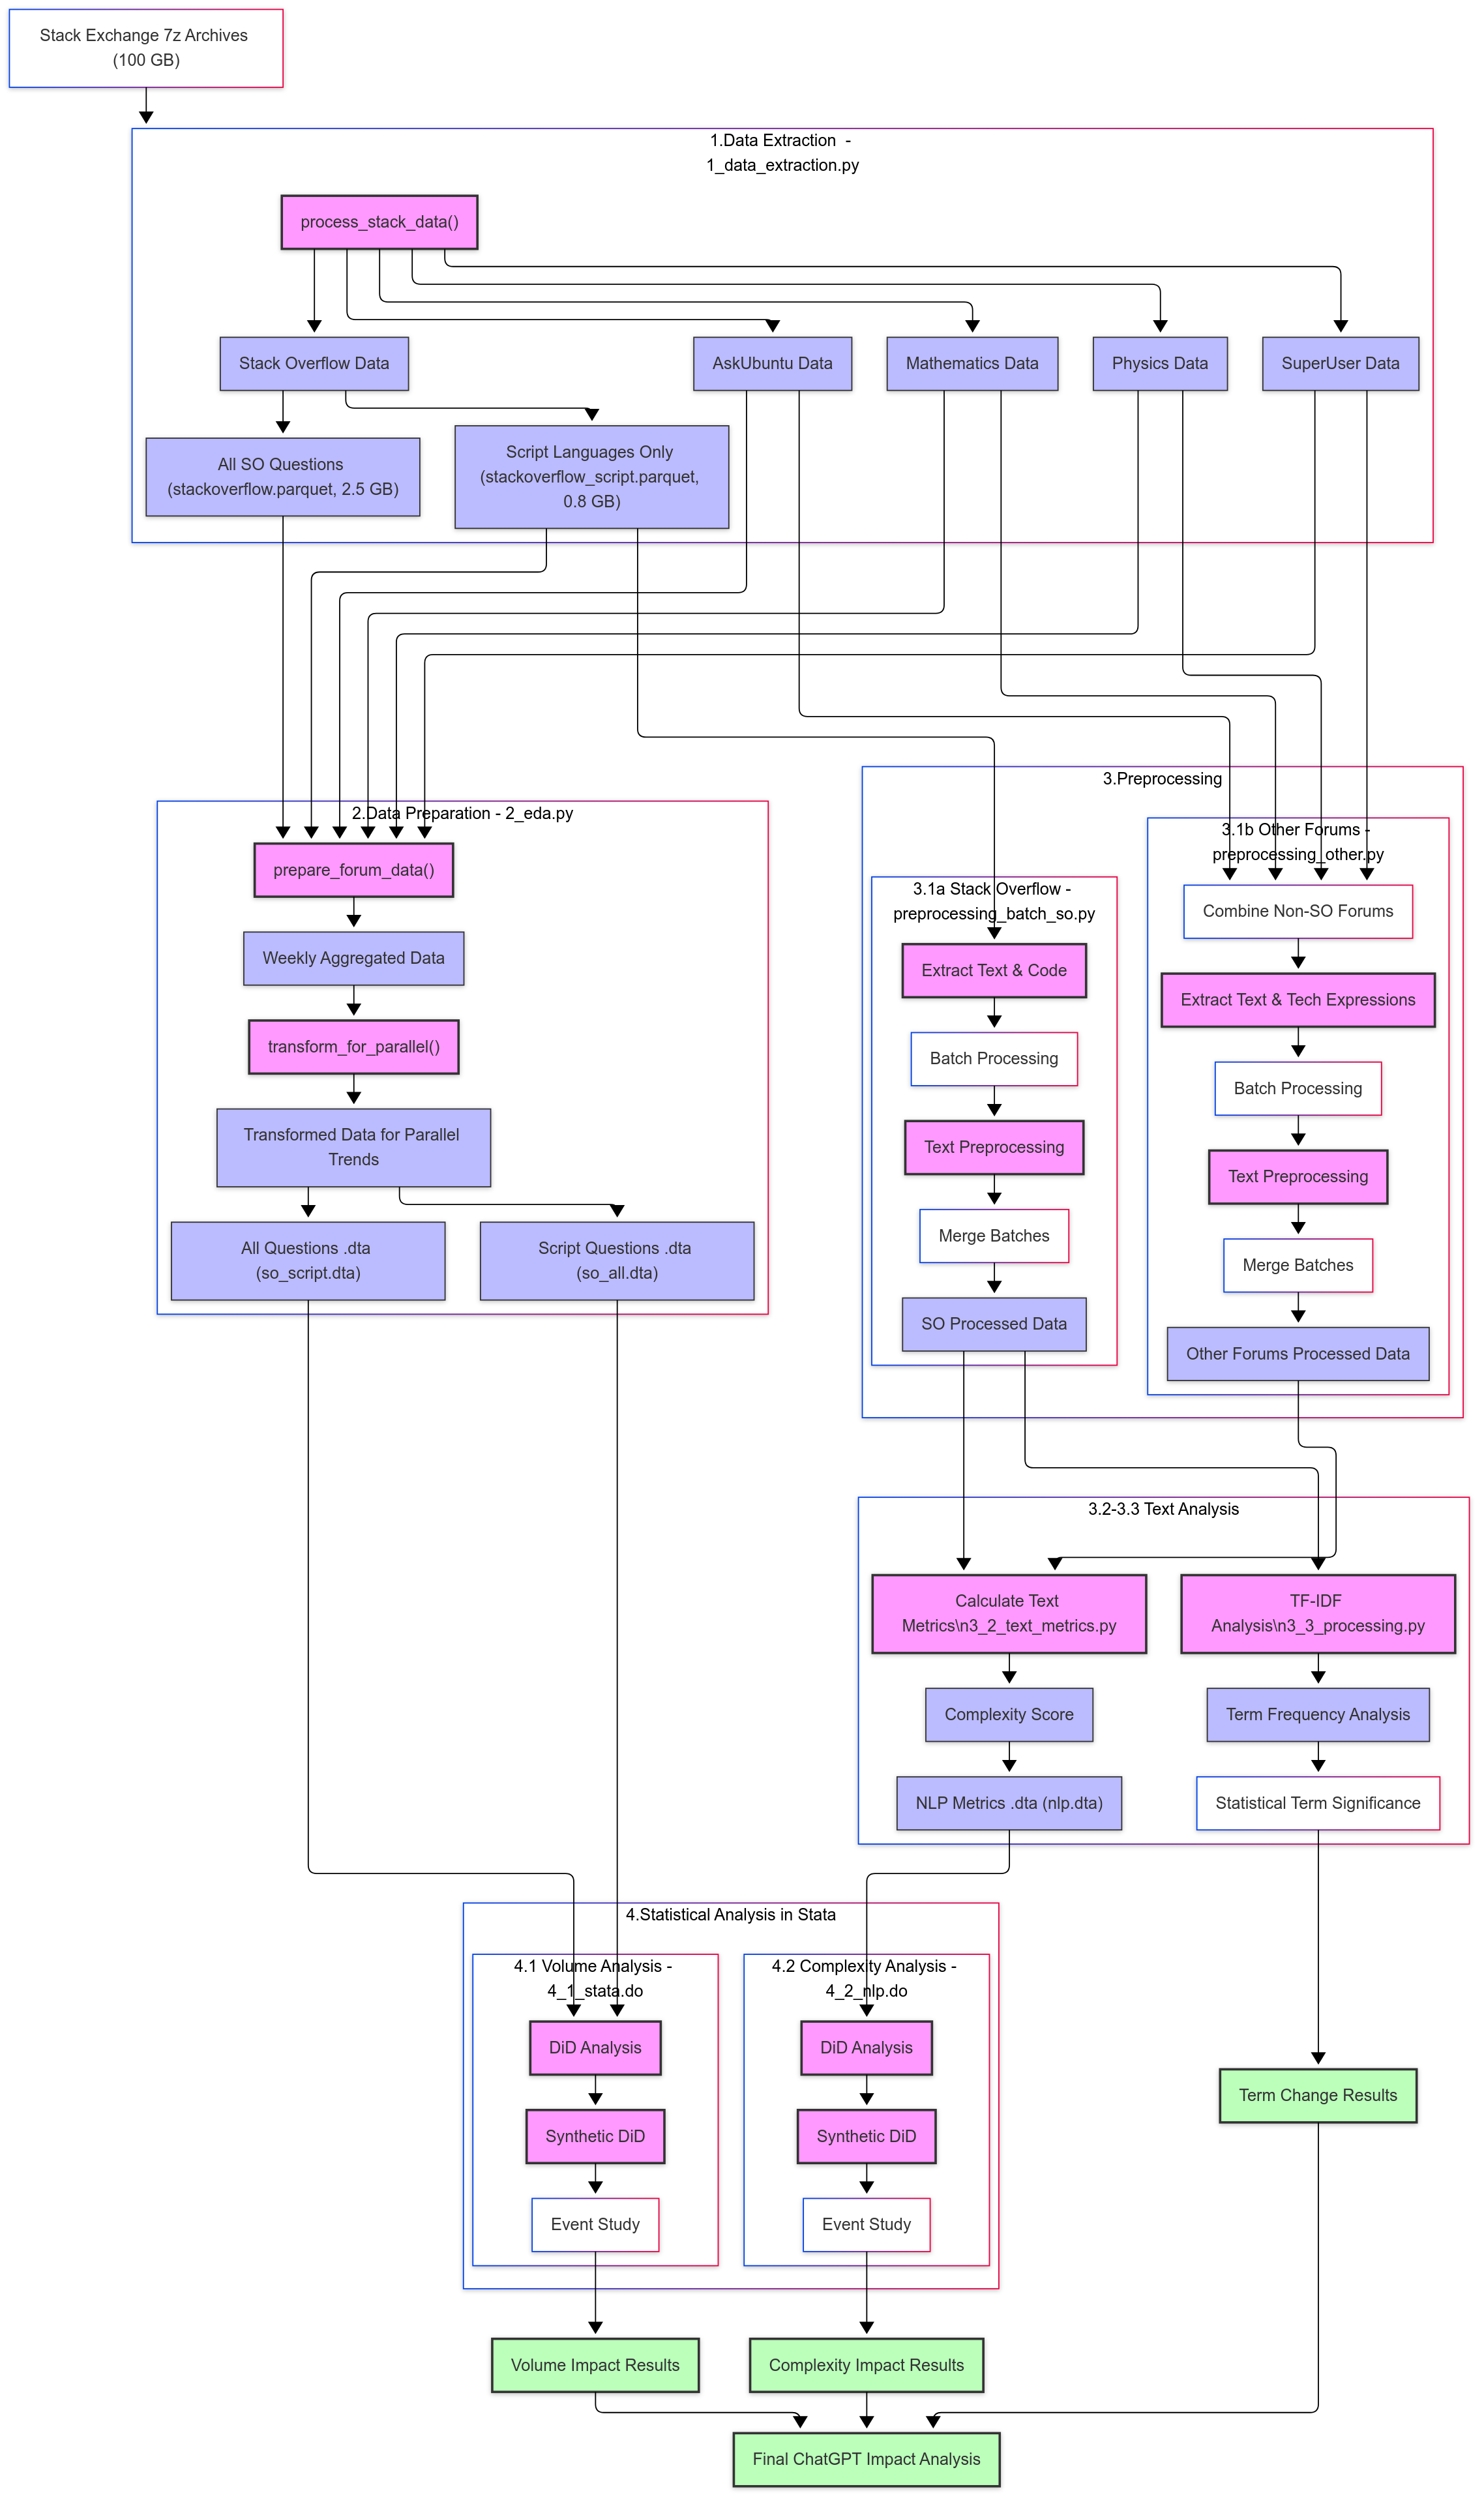 Stack Exchange 7z Archives
(100 GB)
1.Data Extraction -
1_data_extraction.py
process_stack_data()
Stack Overflow Data
AskUbuntu Data
Mathematics Data
Physics Data
SuperUser Data
All SO Questions
(stackoverflow.parquet, 2.5 GB)
Script Languages Only
(stackoverflow_script.parquet,
0.8 GB)
2.Data Preparation - 2_eda.py
prepare_forum_data()
Weekly Aggregated Data
transform_for_parallel()
Transformed Data for Parallel
Trends
All Questions .dta
(so_script.dta)
Script Questions .dta
(so_all.dta)
3.Preprocessing
3.1a Stack Overflow -
preprocessing_batch_so.py
Extract Text & Code
Batch Processing
Text Preprocessing
Merge Batches
SO Processed Data
3.1b Other Forums -
preprocessing_other.py
Combine Non-SO Forums
Extract Text & Tech Expressions
Batch Processing
Text Preprocessing
Merge Batches
Other Forums Processed Data
3.2-3.3 Text Analysis
Calculate Text
Metrics\n3_2_text_metrics.py
Complexity Score
NLP Metrics .dta (nlp.dta)
TF-IDF
Analysis\n3_3_processing.py
Term Frequency Analysis
Statistical Term Significance
4.Statistical Analysis in Stata
4.1 Volume Analysis -
4_1_stata.do
DiD Analysis
Synthetic DiD
Event Study
4.2 Complexity Analysis -
4_2_nlp.do
DiD Analysis
Synthetic DiD
Event Study
Term Change Results
Volume Impact Results
Complexity Impact Results
Final ChatGPT Impact Analysis